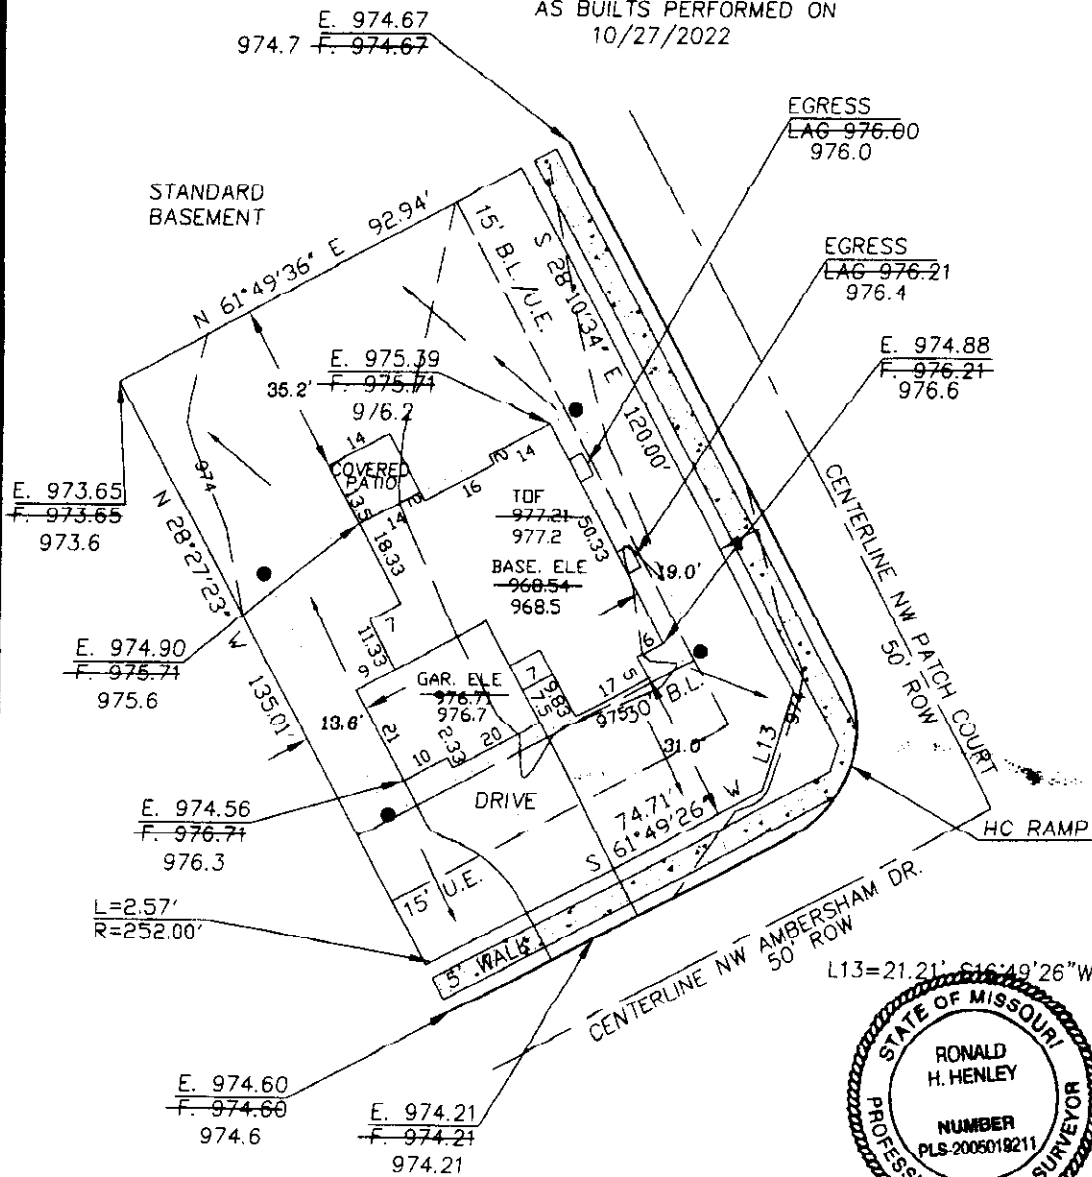 AS BUILTS PERFORMED ON
10/27/2022
E. 974.67
974.7 F. 974.67
EGRESS
LAG 976.00
976.0
STANDARD
BASEMENT
N 61°49'36" E 92.94'
15' B.L./U.E.
S 28°10'34" E 120.00'
EGRESS
LAG 976.21
976.4
E. 974.88
F. 976.21
976.6
E. 975.39
F. 975.71
976.2
35.2'
14
COVERED
PATIO
13.5
14
2
16
2
14
974
E. 973.65
F. 973.65
973.6
N 28°27'23" W 135.01'
18.33
TOF
977.21
977.2
50.33
BASE. ELE
968.54
968.5
19.0'
CENTERLINE NW PATCH COURT
50' ROW
E. 974.90
F. 975.71
975.6
11.33
7
9
GAR. ELE
976.71
976.7
7
9.83
7.5
17
5
6
975
30' B.L.
13.6'
21
10
2.33
20
31.0'
L13
974
E. 974.56
F. 976.71
976.3
DRIVE
74.71'
S 61°49'26" W
HC RAMP
L=2.57'
R=252.00'
15' U.E.
5' WALK
CENTERLINE NW AMBERSHAM DR.
50' ROW
L13=21.21' S16°49'26"W
E. 974.60
F. 974.60
974.6
E. 974.21
F. 974.21
974.21
STATE OF MISSOURI
RONALD
H. HENLEY
NUMBER
PLS-2005019211
SURVEYOR